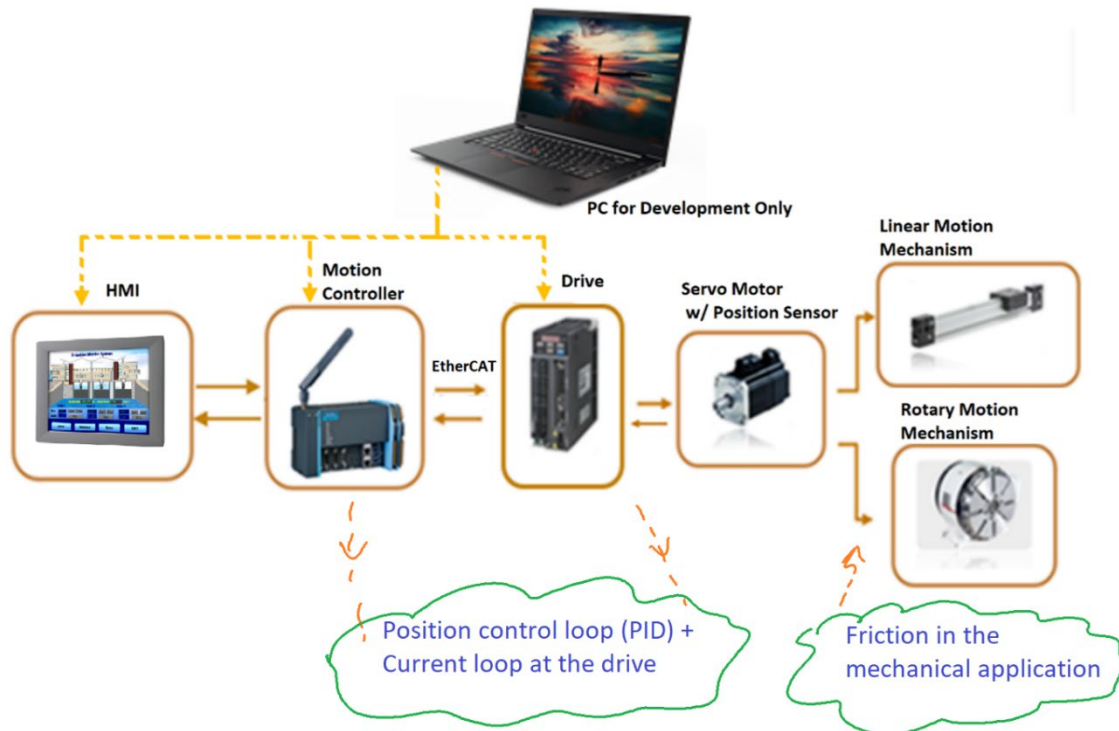 PC for Development Only
HMI
Motion
Controller
EtherCAT
Drive
Servo Motor
w/ Position Sensor
Linear Motion
Mechanism
Rotary Motion
Mechanism
Position control loop (PID) +
Current loop at the drive
Friction in the
mechanical application